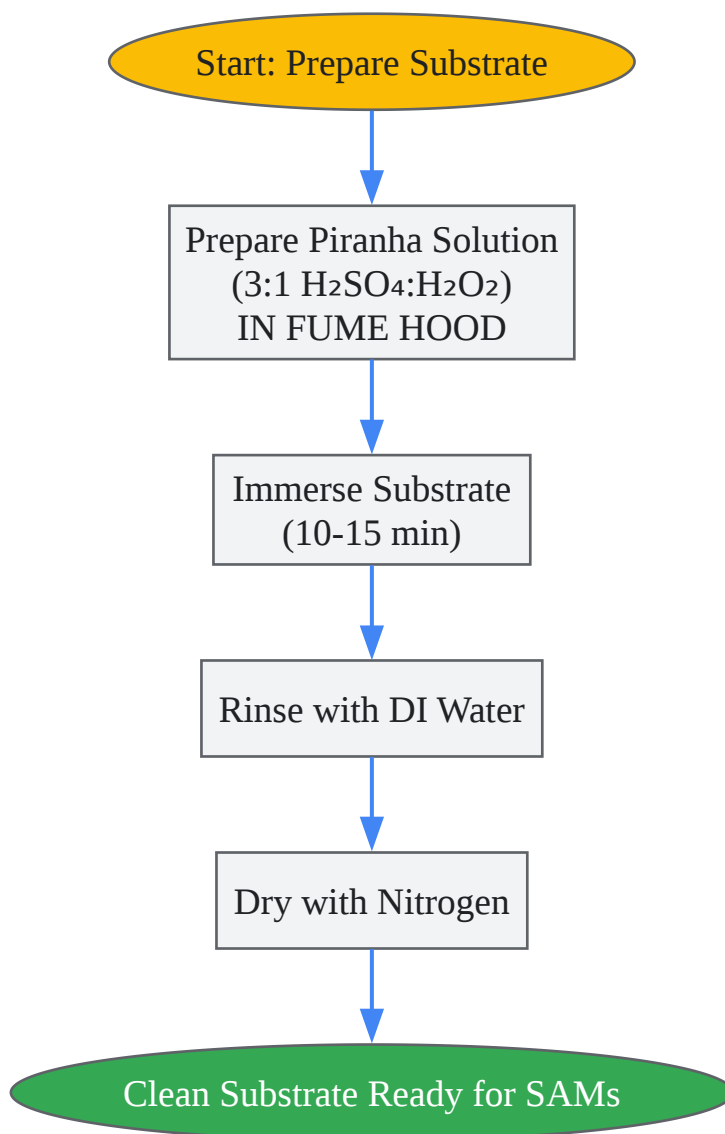 Start: Prepare Substrate
Prepare Piranha Solution
(3:1 H₂SO₄:H₂O₂)
IN FUME HOOD
Immerse Substrate
(10-15 min)
Rinse with DI Water
Dry with Nitrogen
Clean Substrate Ready for SAMs